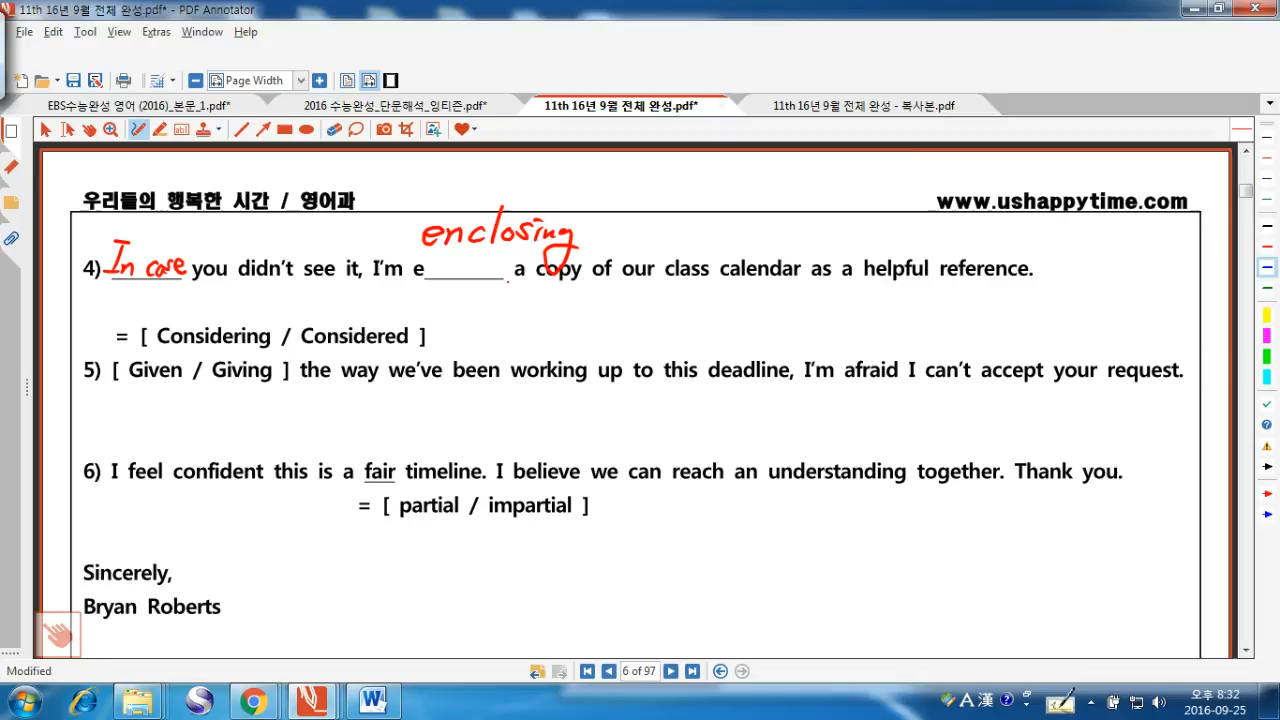 11th 16년 9월 전체 완성.pdf* - PDF Annotator
File Edit Tool View Extras Window Help
Page Width
EBS수능완성 영어 (2016)_본문_1.pdf* 2016 수능완성_단문해석_잉티즌.pdf* 11th 16년 9월 전체 완성.pdf* 11th 16년 9월 전체 완성 - 복사본.pdf
우리들의 행복한 시간 / 영어과 www.ushappytime.com
enclosing
4) In case you didn't see it, I'm e________ a copy of our class calendar as a helpful reference.
= [ Considering / Considered ]
5) [ Given / Giving ] the way we've been working up to this deadline, I'm afraid I can't accept your request.
6) I feel confident this is a fair timeline. I believe we can reach an understanding together. Thank you.
= [ partial / impartial ]
Sincerely,
Bryan Roberts
Modified 6 of 97
A 漢 오후 8:32
2016-09-25